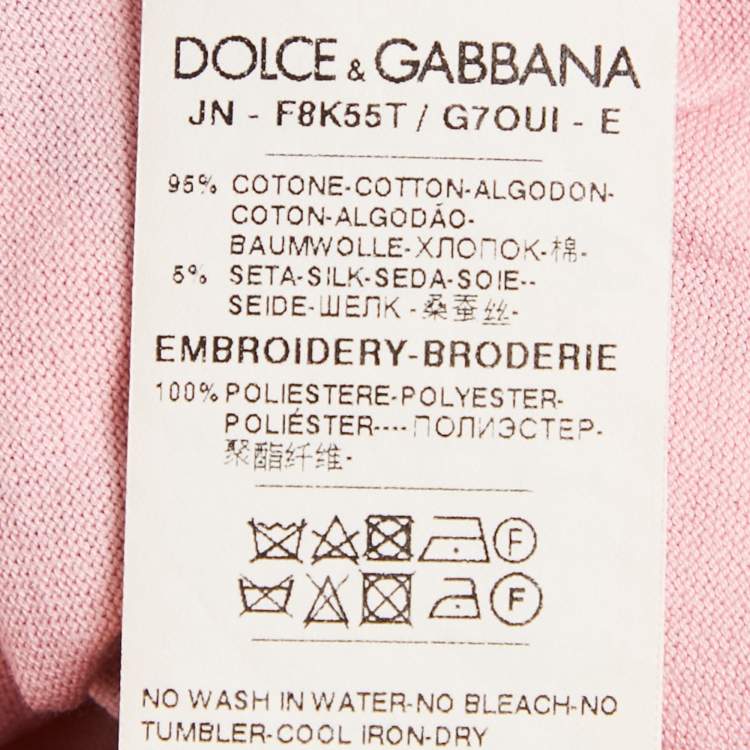 DOLCE & GABBANA
JN - F8K55T / G7OUI - E
95% COTONE-COTTON-ALGODON-
COTON-ALGODÃO-
BAUMWOLLE-ХЛОПОК-棉-
5% SETA-SILK-SEDA-SOIE--
SEIDE-ШЕЛК -桑蚕丝-
EMBROIDERY-BRODERIE
100% POLIESTERE-POLYESTER-
POLIÉSTER----ПОЛИЭСТЕР-
聚酯纤维-
F
F
NO WASH IN WATER-NO BLEACH-NO
TUMBLER-COOL IRON-DRY